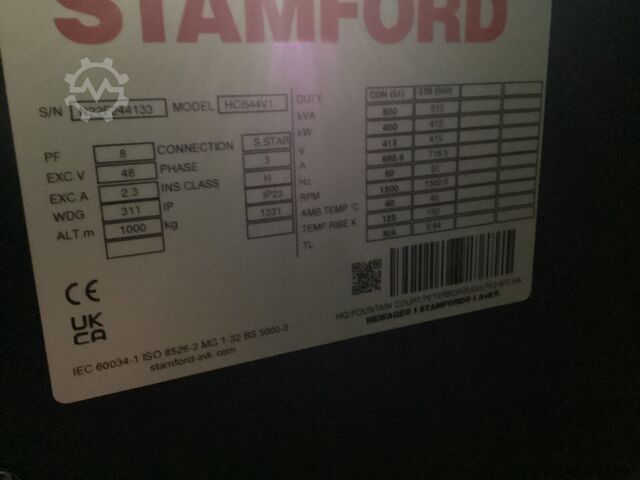 STAMFORD
S/N MODEL HCI544V1
PF 8 CONNECTION S.STAR
EXC V 48 PHASE 3
EXC A 2.3 INS CLASS H
WDG 311 IP IP23
ALT.m 1000 kg 1331
DUTY CON (S1) STB (S10)
kVA 500 515
kW 400 412
V 415 415
A 695.6 716.5
Hz 50 50
RPM 1500 1500.0
AMB TEMP °C 40 40
TEMP RISE K 125 150
TL N/A 0.84
CE
UK
CA
HQ:FOUNTAIN COURT, PETERBOROUGH,
NEWAGE® I STAMFORD® I AVK®
IEC 60034-1 ISO 8528-3 MG 1-32 BS 5000-3
stamford-avk.com